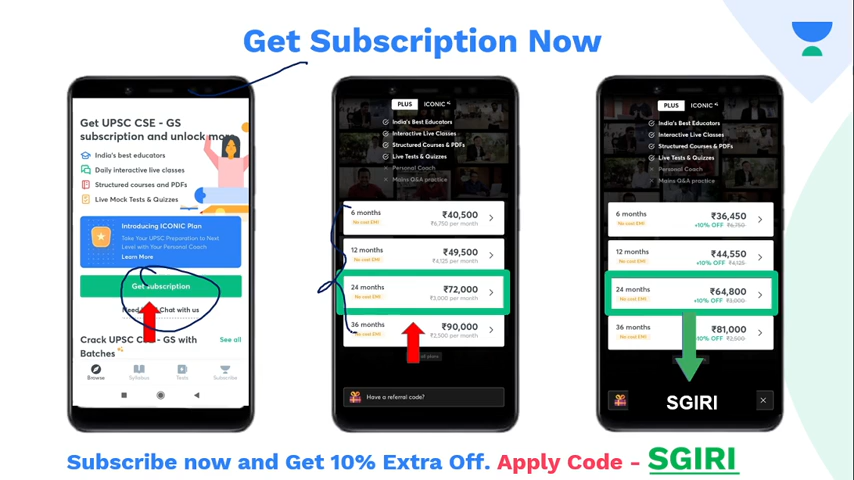 Get Subscription Now
Get UPSC CSE - GS
subscription and unlock more
India's best educators
Daily interactive live classes
Structured courses and PDFs
Live Mock Tests & Quizzes
Introducing ICONIC Plan
Take Your UPSC Preparation to Next
Level with your Personal Coach
Learn More
Get subscription
Need Chat with us
Crack UPSC CSE - GS with See all
Batches
Browse Syllabus Tests Subscribe
PLUS ICONIC
India's Best Educators
Interactive Live Classes
Structured Courses & PDFs
Live Tests & Quizzes
Personal Coach
Mains Q&A practice
6 months ₹40,500
No cost EMI ₹6,750 per month
12 months ₹49,500
No cost EMI ₹4,125 per month
24 months ₹72,000
No cost EMI ₹3,000 per month
36 months ₹90,000
No cost EMI ₹2,500 per month
Have a referral code?
PLUS ICONIC
India's Best Educators
Interactive Live Classes
Structured Courses & PDFs
Live Tests & Quizzes
Personal Coach
Mains Q&A practice
6 months ₹36,450
No cost EMI +10% OFF ₹6,750
12 months ₹44,550
No cost EMI +10% OFF ₹4,125
24 months ₹64,800
No cost EMI +10% OFF ₹3,000
36 months ₹81,000
No cost EMI +10% OFF ₹2,500
SGIRI
Subscribe now and Get 10% Extra Off. Apply Code - SGIRI